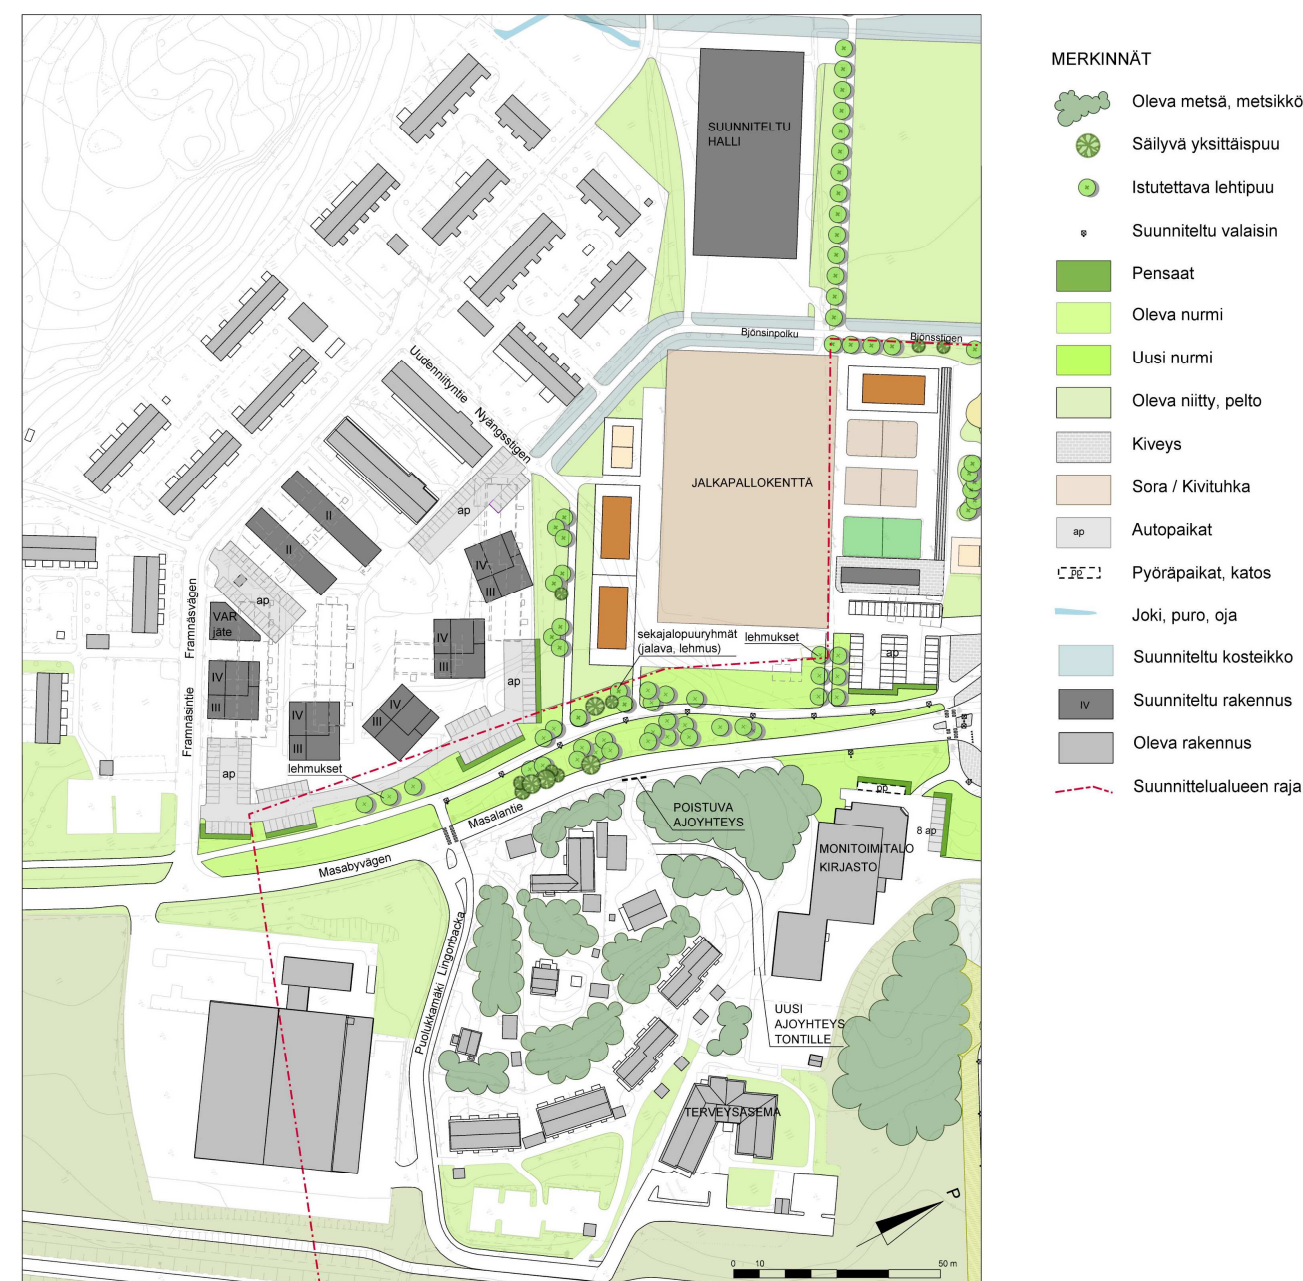 SUUNNITELTU
HALLI
Bjönsinpolku
Bjönsstigen
Uudenniityntie
Nyängsstigen
JALKAPALLOKENTTÄ
ap
II
II
IV
III
ap
VAR
jäte
Framnäsvägen
Framnäsintie
IV
III
IV
III
IV
III
IV
III
ap
ap
ap
sekajalopuuryhmät
(jalava, lehmus)
lehmukset
lehmukset
Masalantie
Masabyvägen
POISTUVA
AJOYHTEYS
pp
8 ap
MONITOIMITALO
KIRJASTO
Puolukkamäki
Lingonbacka
UUSI
AJOYHTEYS
TONTILLE
TERVEYSASEMA
P
0 10 50 m
MERKINNÄT
Oleva metsä, metsikkö
Säilyvä yksittäispuu
Istutettava lehtipuu
Suunniteltu valaisin
Pensaat
Oleva nurmi
Uusi nurmi
Oleva niitty, pelto
Kiveys
Sora / Kivituhka
ap Autopaikat
pp Pyöräpaikat, katos
Joki, puro, oja
Suunniteltu kosteikko
IV Suunniteltu rakennus
Oleva rakennus
Suunnittelualueen raja